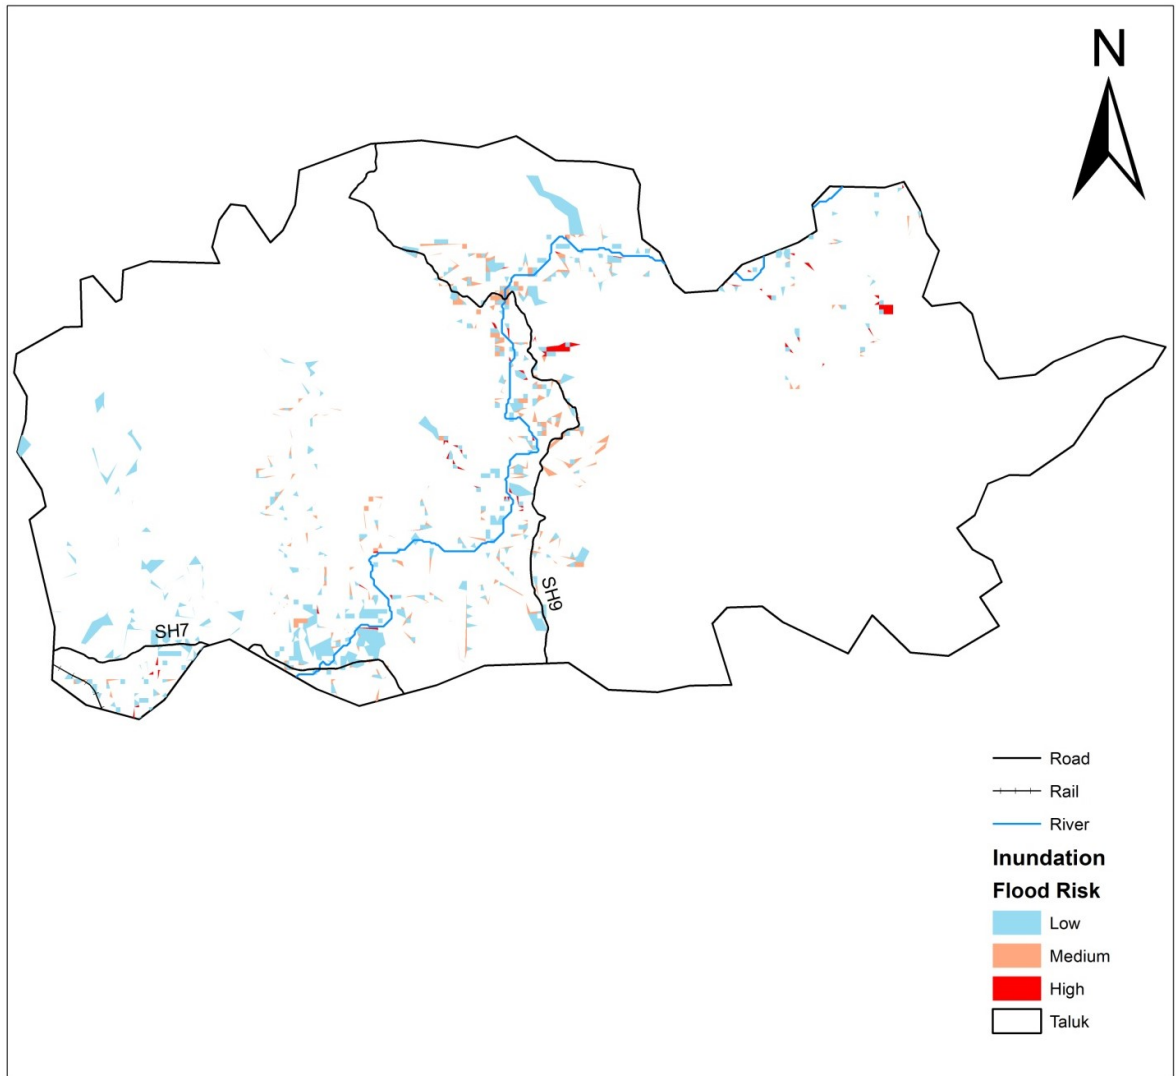 N
SH9
SH7
Road
Rail
River
Inundation
Flood Risk
Low
Medium
High
Taluk